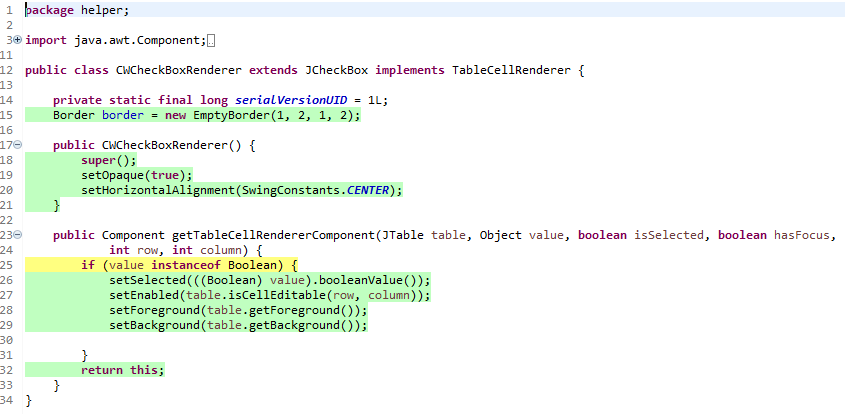 1 package helper;
2
3 import java.awt.Component;
11
12 public class CWCheckBoxRenderer extends JCheckBox implements TableCellRenderer {
13
14     private static final long serialVersionUID = 1L;
15     Border border = new EmptyBorder(1, 2, 1, 2);
16
17     public CWCheckBoxRenderer() {
18         super();
19         setOpaque(true);
20         setHorizontalAlignment(SwingConstants.CENTER);
21     }
22
23     public Component getTableCellRendererComponent(JTable table, Object value, boolean isSelected, boolean hasFocus,
24             int row, int column) {
25         if (value instanceof Boolean) {
26             setSelected(((Boolean) value).booleanValue());
27             setEnabled(table.isCellEditable(row, column));
28             setForeground(table.getForeground());
29             setBackground(table.getBackground());
30
31         }
32         return this;
33     }
34 }